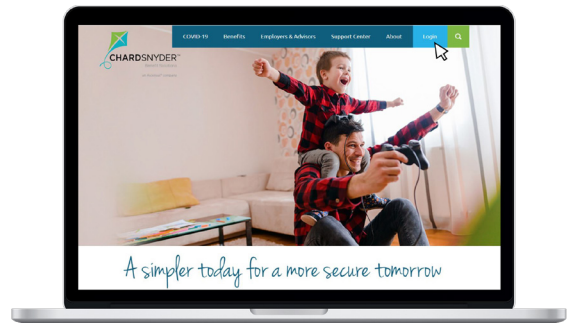 COVID-19 Benefits Employers & Advisors Support Center About Login
CHARDSNYDER
A simpler today for a more secure tomorrow